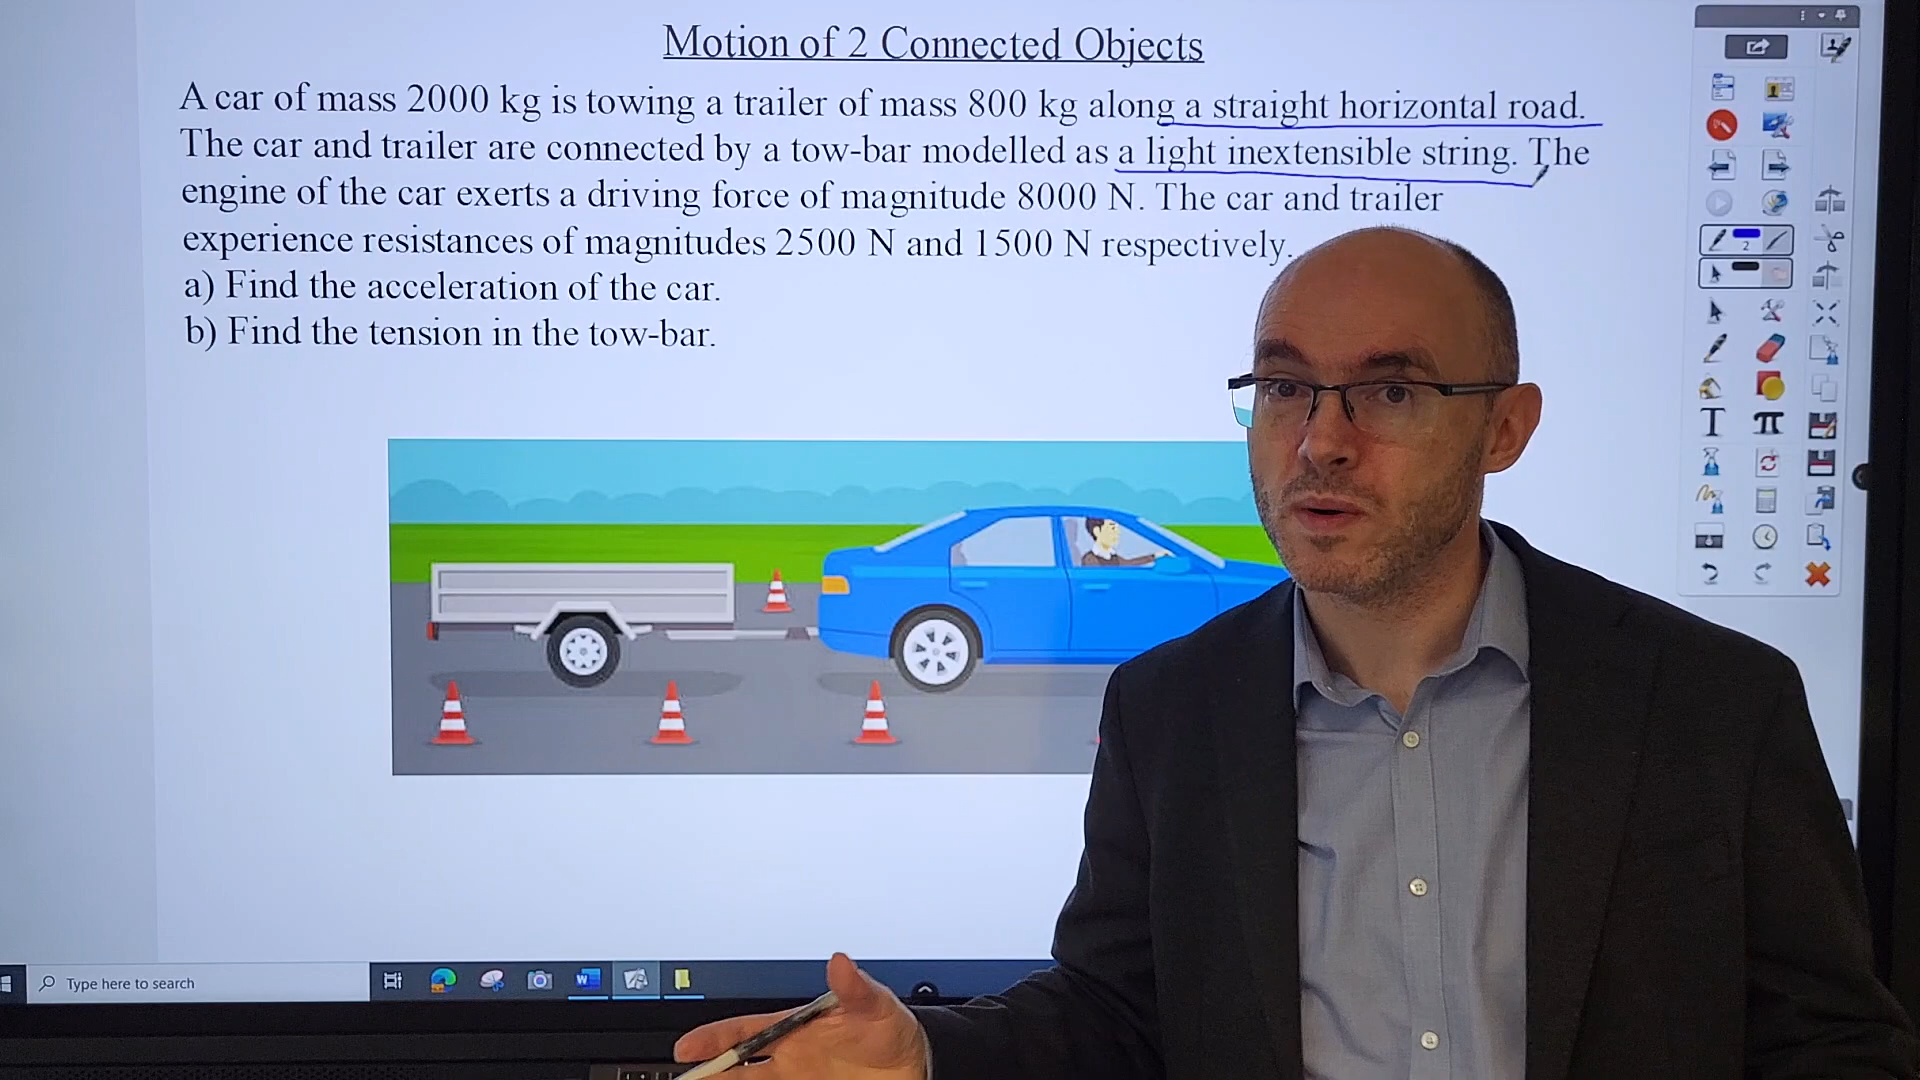 Motion of 2 Connected Objects
A car of mass 2000 kg is towing a trailer of mass 800 kg along a straight horizontal road.
The car and trailer are connected by a tow-bar modelled as a light inextensible string. The
engine of the car exerts a driving force of magnitude 8000 N. The car and trailer
experience resistances of magnitudes 2500 N and 1500 N respectively.
a) Find the acceleration of the car.
b) Find the tension in the tow-bar.
2
T π
Type here to search
W